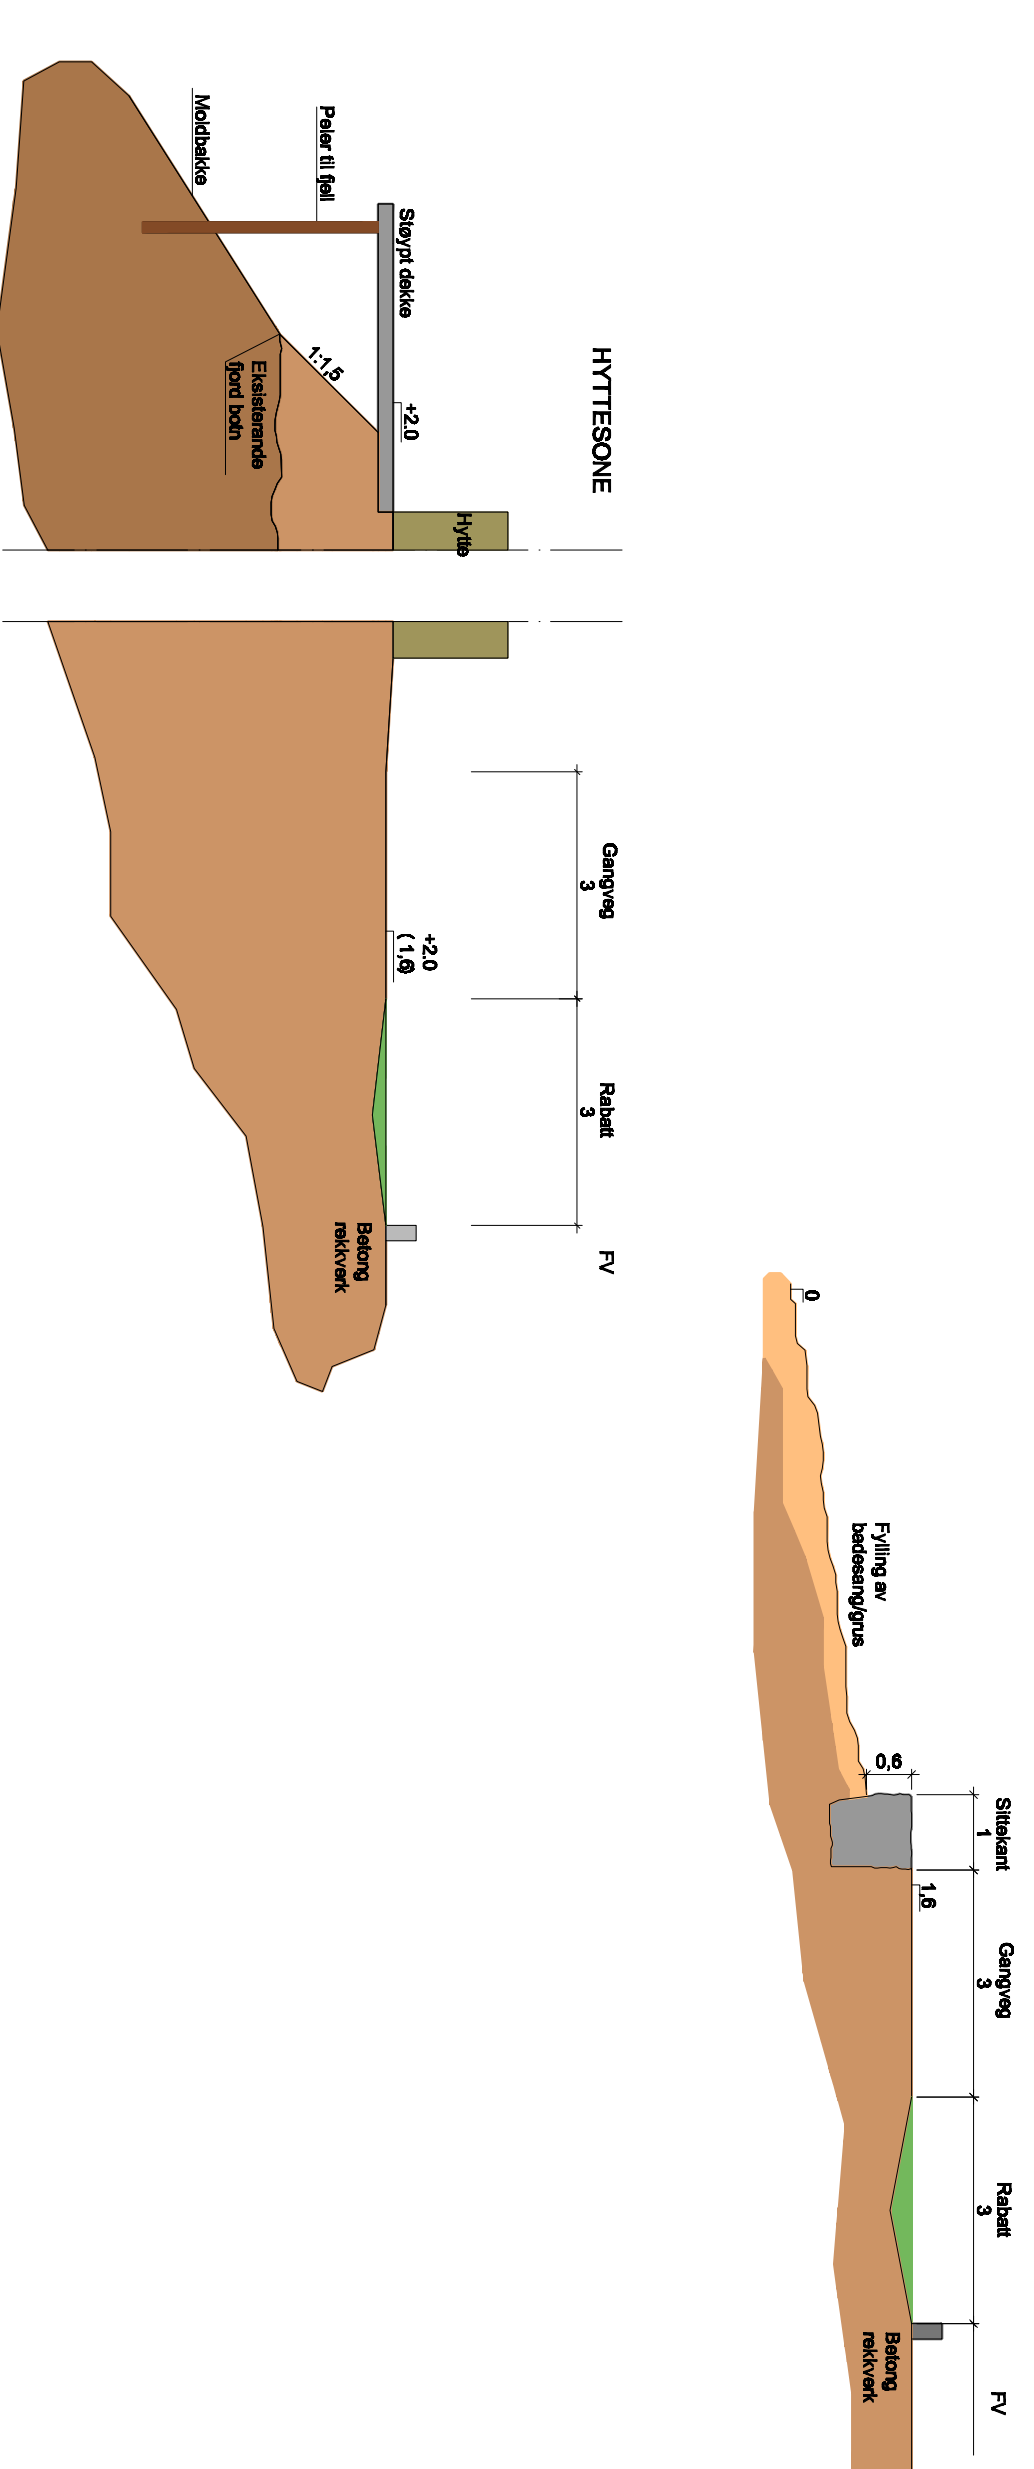 HYTTESONE
Moldbakke
Peler til fjell
Støypt dekke
1:1,5
Eksisterande
fjord botn
+2.0
Hytte
Gangveg
3
+2.0
( 1,6)
Rabatt
3
Betong
rekkverk
FV
0
Fylling av
badesang/grus
0,6
Sittekant
1
1,6
Gangveg
3
Rabatt
3
Betong
rekkverk
FV